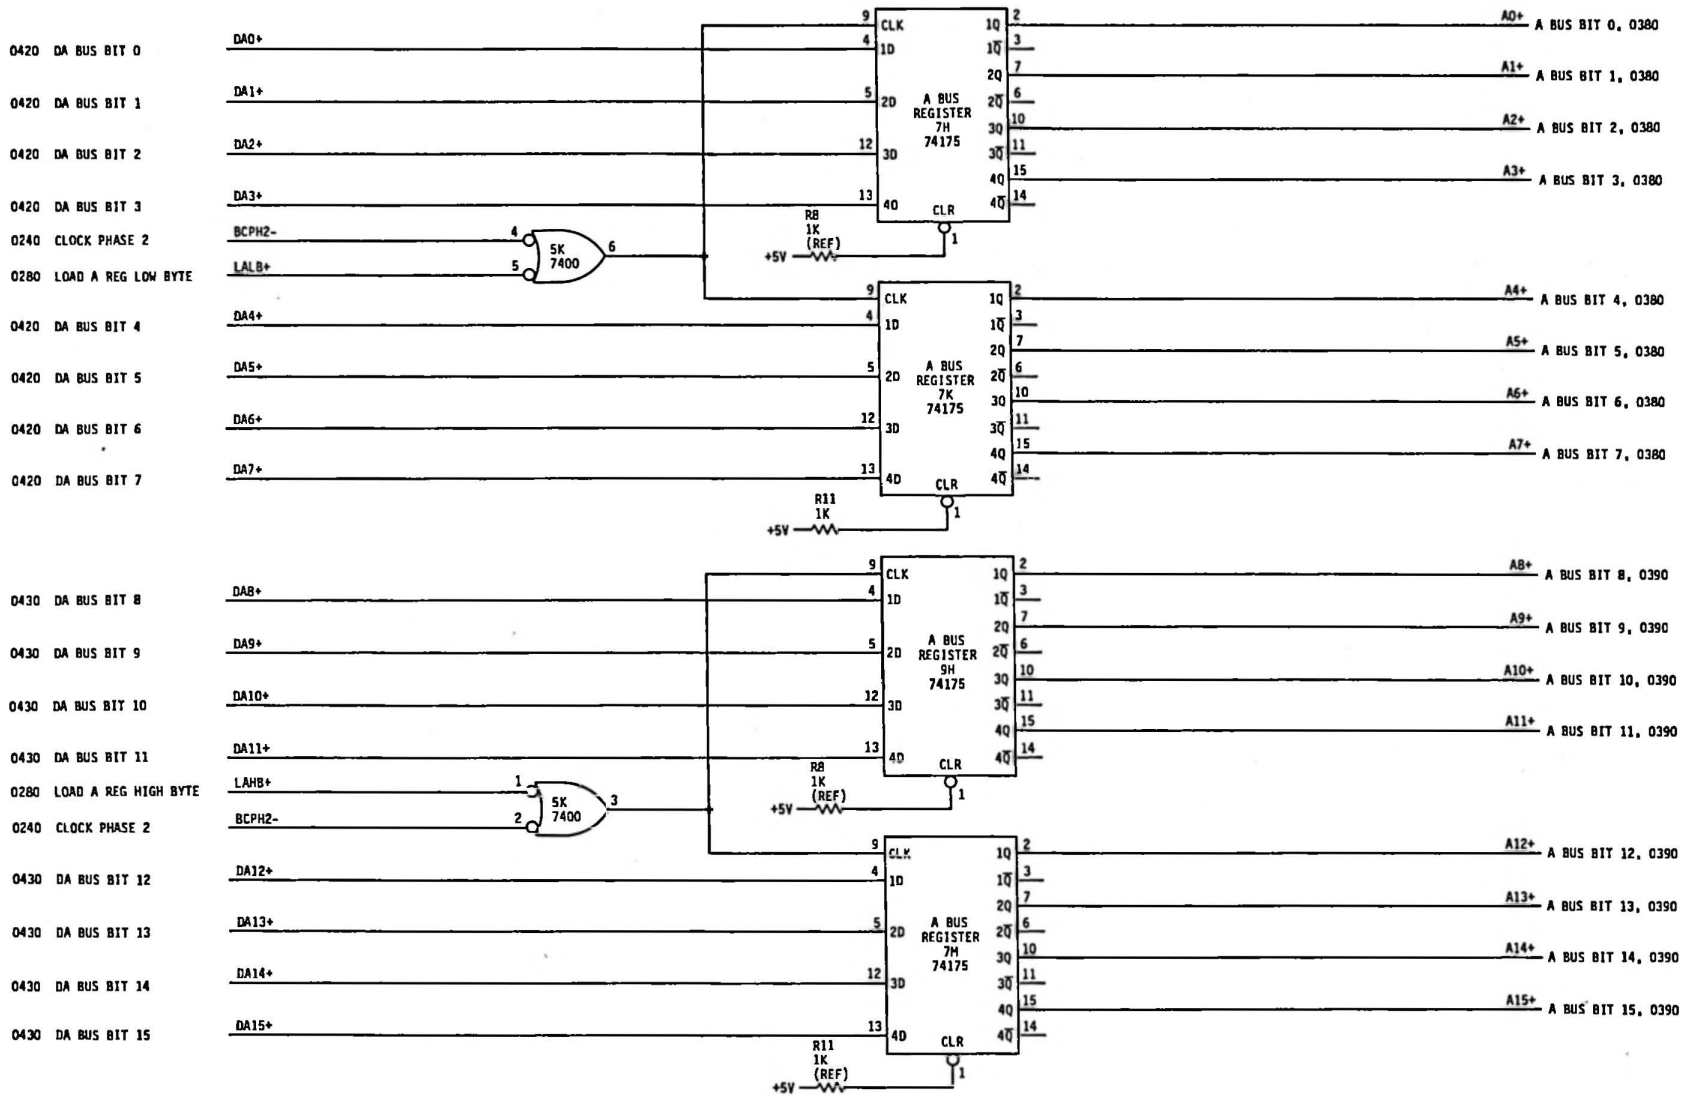 9 CLK 1Q 2 A0+ A BUS BIT 0, 0380
0420 DA BUS BIT 0 DA0+ 4 1D 1Q 3
2Q 7 A1+ A BUS BIT 1, 0380
0420 DA BUS BIT 1 DA1+ 5 2D 2Q 6
A BUS
REGISTER
7H
74175
3Q 10 A2+ A BUS BIT 2, 0380
0420 DA BUS BIT 2 DA2+ 12 3D 3Q 11
4Q 15 A3+ A BUS BIT 3, 0380
0420 DA BUS BIT 3 DA3+ 13 4D 4Q 14
CLR
1
R8
1K
(REF)
+5V
0240 CLOCK PHASE 2 BCPH2- 4
5K
7400
6
0280 LOAD A REG LOW BYTE LALB+ 5
9 CLK 1Q 2 A4+ A BUS BIT 4, 0380
0420 DA BUS BIT 4 DA4+ 4 1D 1Q 3
2Q 7 A5+ A BUS BIT 5, 0380
0420 DA BUS BIT 5 DA5+ 5 2D 2Q 6
A BUS
REGISTER
7K
74175
3Q 10 A6+ A BUS BIT 6, 0380
0420 DA BUS BIT 6 DA6+ 12 3D 3Q 11
4Q 15 A7+ A BUS BIT 7, 0380
0420 DA BUS BIT 7 DA7+ 13 4D 4Q 14
CLR
1
R11
1K
+5V
9 CLK 1Q 2 A8+ A BUS BIT 8, 0390
0430 DA BUS BIT 8 DA8+ 4 1D 1Q 3
2Q 7 A9+ A BUS BIT 9, 0390
0430 DA BUS BIT 9 DA9+ 5 2D 2Q 6
A BUS
REGISTER
9H
74175
3Q 10 A10+ A BUS BIT 10, 0390
0430 DA BUS BIT 10 DA10+ 12 3D 3Q 11
4Q 15 A11+ A BUS BIT 11, 0390
0430 DA BUS BIT 11 DA11+ 13 4D 4Q 14
CLR
1
R8
1K
(REF)
+5V
0280 LOAD A REG HIGH BYTE LAHB+ 1
5K
7400
3
0240 CLOCK PHASE 2 BCPH2- 2
9 CLK 1Q 2 A12+ A BUS BIT 12, 0390
0430 DA BUS BIT 12 DA12+ 4 1D 1Q 3
2Q 7 A13+ A BUS BIT 13, 0390
0430 DA BUS BIT 13 DA13+ 5 2D 2Q 6
A BUS
REGISTER
7M
74175
3Q 10 A14+ A BUS BIT 14, 0390
0430 DA BUS BIT 14 DA14+ 12 3D 3Q 11
4Q 15 A15+ A BUS BIT 15, 0390
0430 DA BUS BIT 15 DA15+ 13 4D 4Q 14
CLR
1
R11
1K
(REF)
+5V